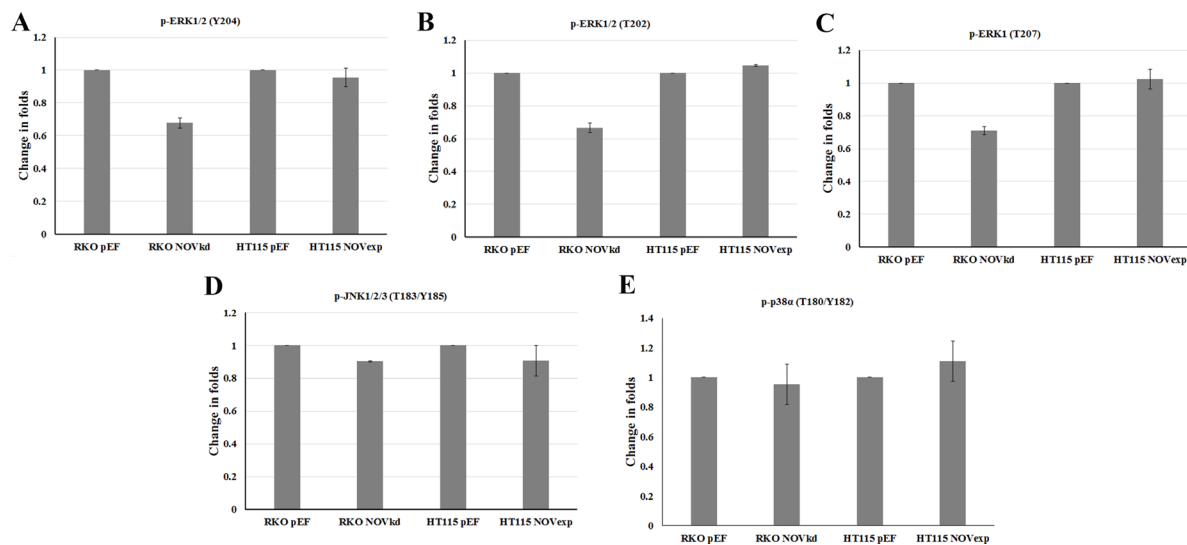 A
p-ERK1/2 (Y204)
Change in folds
1.2
1
0.8
0.6
0.4
0.2
0
RKO pEF RKO NOVkd HT115 pEF HT115 NOVexp
B
p-ERK1/2 (T202)
Change in folds
1.2
1
0.8
0.6
0.4
0.2
0
RKO pEF RKO NOVkd HT115 pEF HT115 NOVexp
C
p-ERK1 (T207)
Change in folds
1.2
1
0.8
0.6
0.4
0.2
0
RKO pEF RKO NOVkd HT115 pEF HT115 NOVexp
D
p-JNK1/2/3 (T183/Y185)
Change in folds
1.2
1
0.8
0.6
0.4
0.2
0
RKO pEF RKO NOVkd HT115 pEF HT115 NOVexp
E
p-p38α (T180/Y182)
Change in folds
1.4
1.2
1
0.8
0.6
0.4
0.2
0
RKO pEF RKO NOVkd HT115 pEF HT115 NOVexp